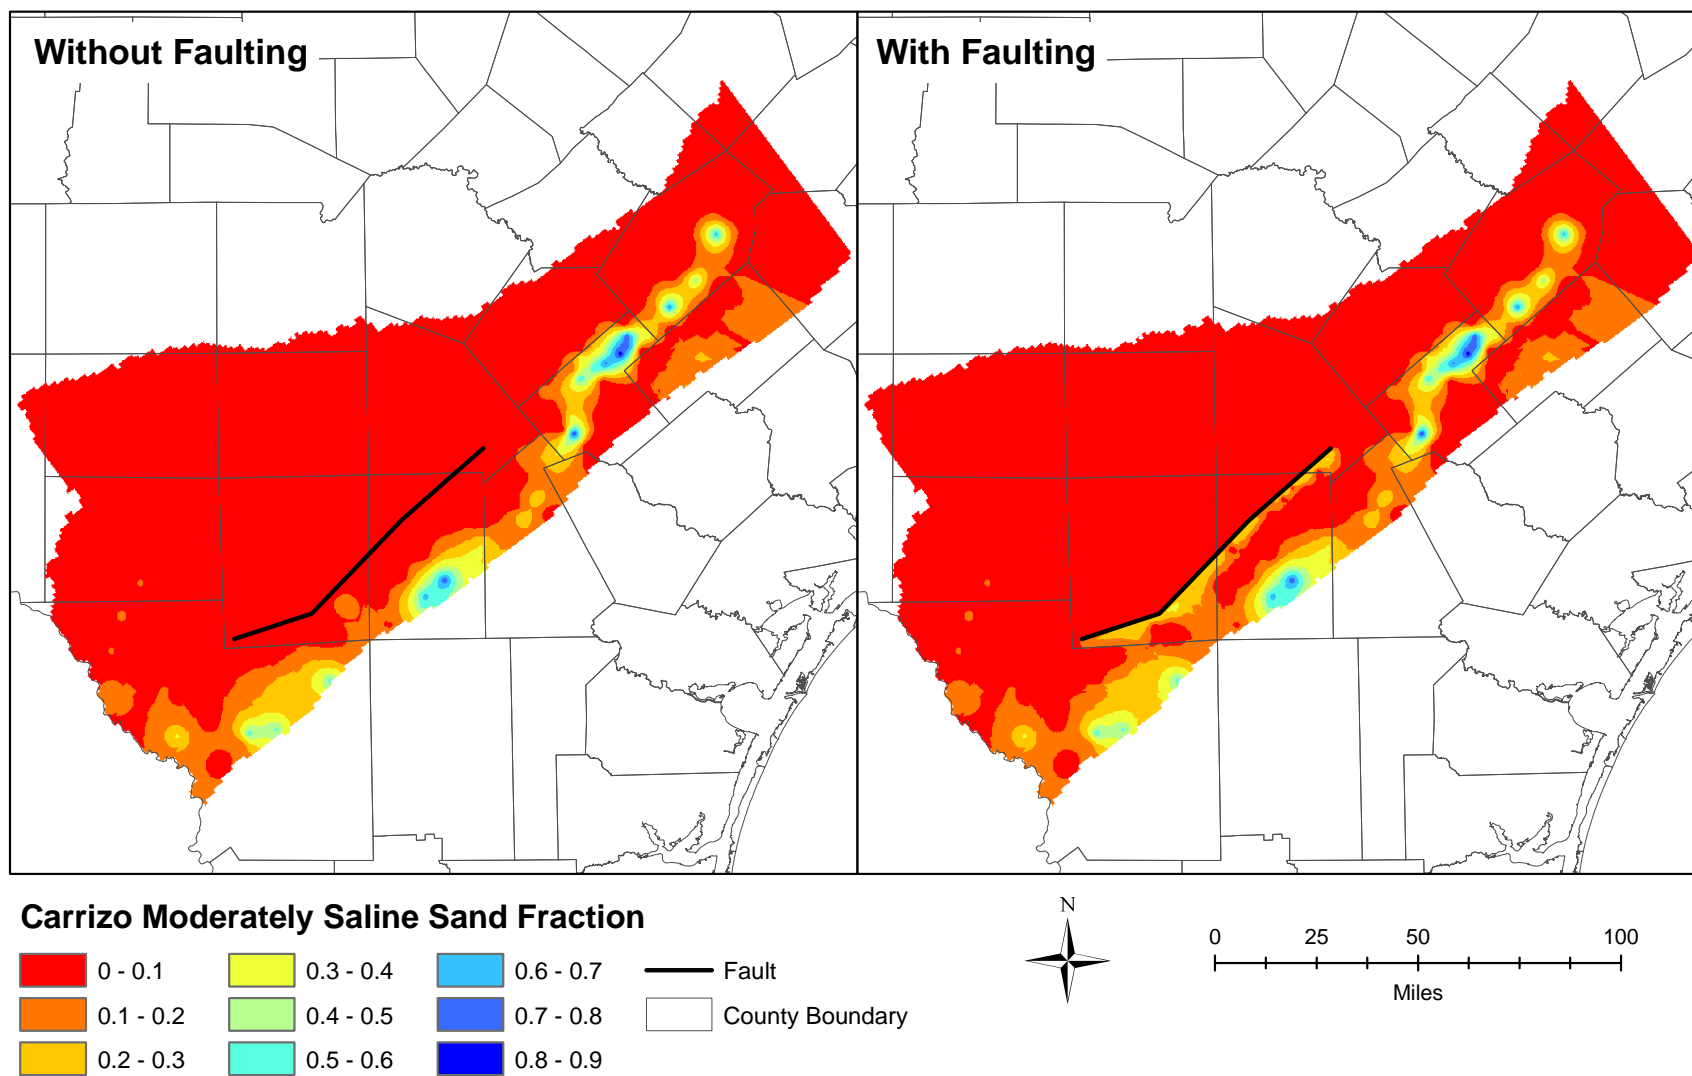 Without Faulting
With Faulting
Carrizo Moderately Saline Sand Fraction
0 - 0.1
0.1 - 0.2
0.2 - 0.3
0.3 - 0.4
0.4 - 0.5
0.5 - 0.6
0.6 - 0.7
0.7 - 0.8
0.8 - 0.9
Fault
County Boundary
N
0 25 50 100
Miles